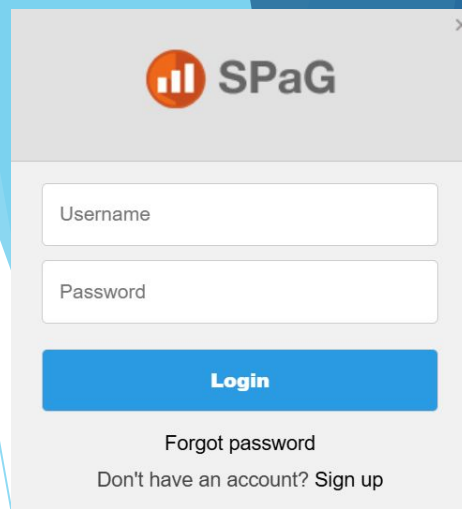 SPaG
Username
Password
Login
Forgot password
Don't have an account? Sign up